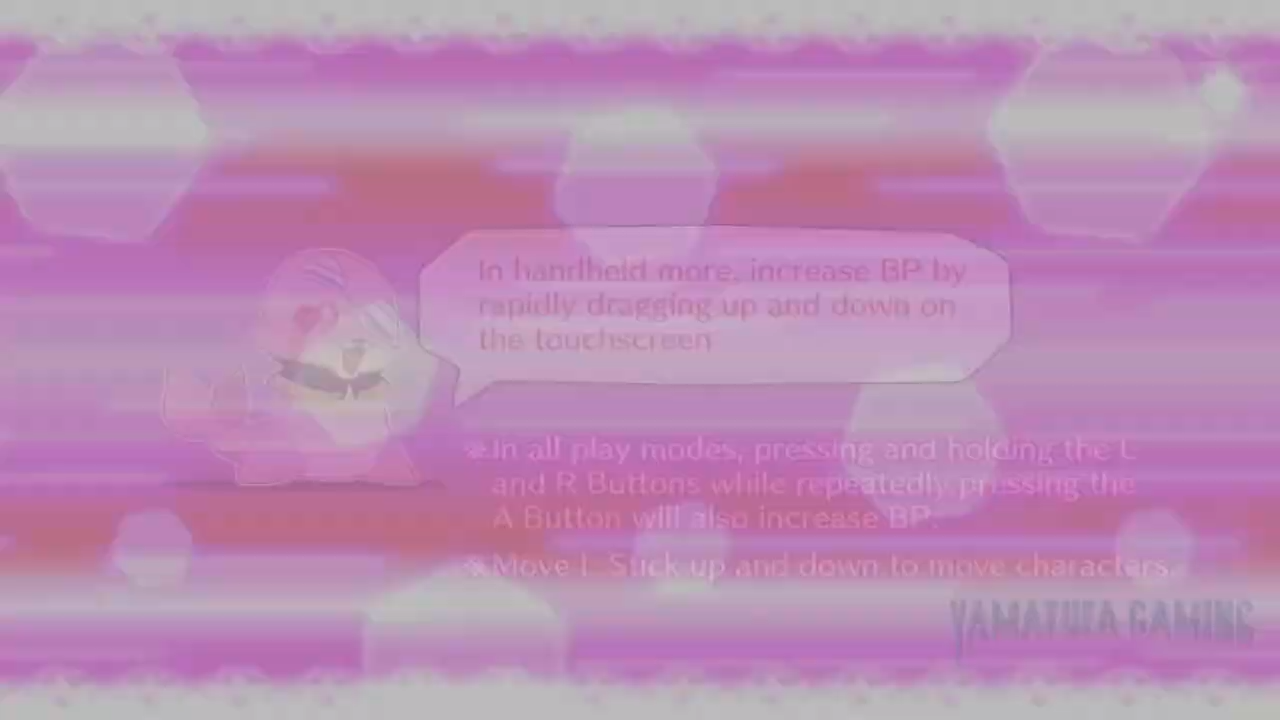 In handheld more, increase BP by
rapidly dragging up and down on
the touchscreen
※In all play modes, pressing and holding the L
and R Buttons while repeatedly pressing the
A Button will also increase BP.
※Move L Stick up and down to move characters.
YAMATUKA GAMING